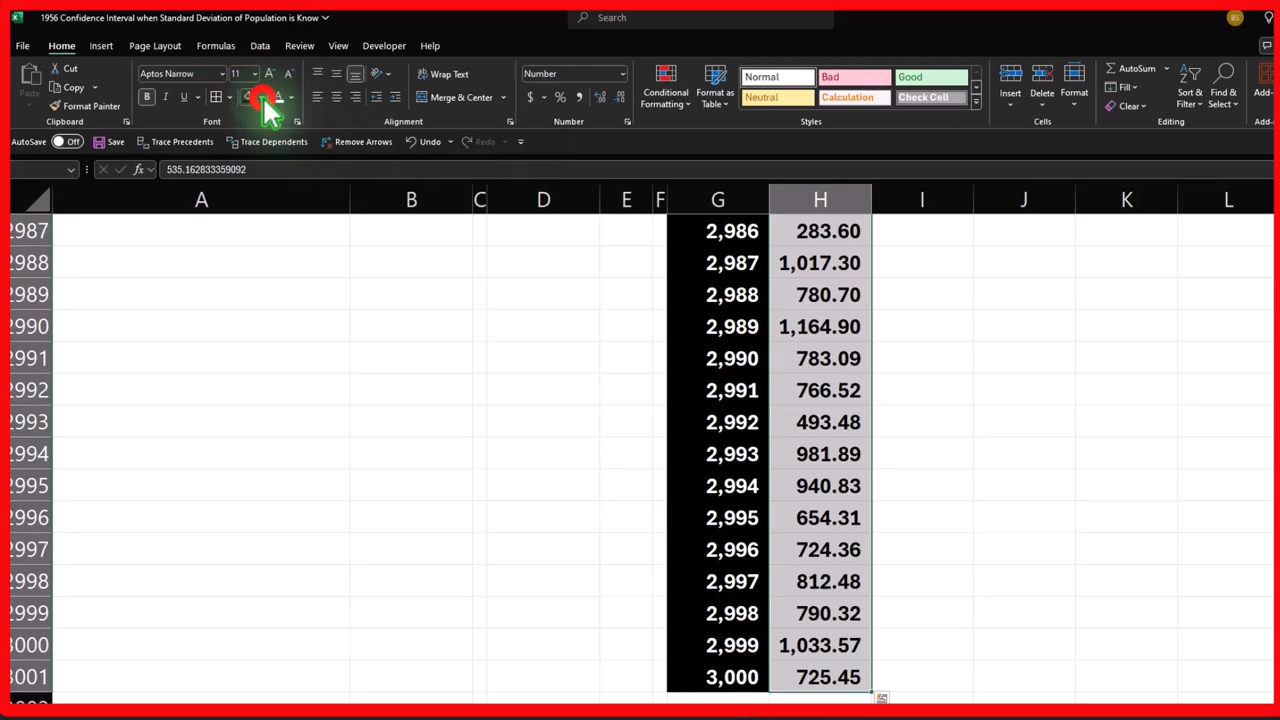 1956 Confidence Interval when Standard Deviation of Population is Know
Search
BS
File Home Insert Page Layout Formulas Data Review View Developer Help
Paste
Cut
Copy
Format Painter
Clipboard
Aptos Narrow 11
B I U
Font
Wrap Text
Merge & Center
Alignment
Number
$ % 9
Number
Conditional Formatting
Format as Table
Normal Bad Good
Neutral Calculation Check Cell
Styles
Insert Delete Format
Cells
AutoSum
Fill
Clear
Sort & Filter
Find & Select
Editing
AutoSave Off Save Trace Precedents Trace Dependents Remove Arrows Undo Redo
fx 535.162833359092
A B C D E F G H I J K L
2987 2,986 283.60
2988 2,987 1,017.30
2989 2,988 780.70
2990 2,989 1,164.90
2991 2,990 783.09
2992 2,991 766.52
2993 2,992 493.48
2994 2,993 981.89
2995 2,994 940.83
2996 2,995 654.31
2997 2,996 724.36
2998 2,997 812.48
2999 2,998 790.32
3000 2,999 1,033.57
3001 3,000 725.45